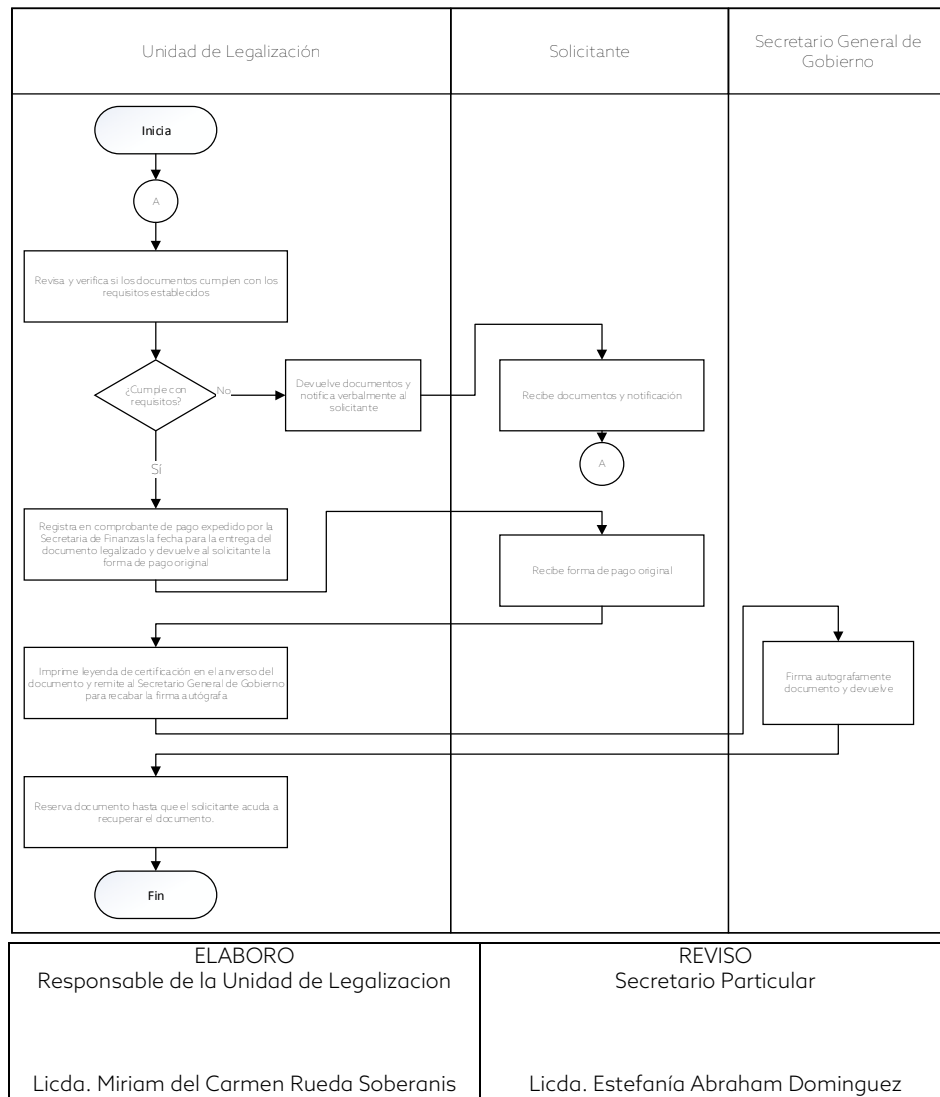 Unidad de Legalización
Solicitante
Secretario General de
Gobierno
Inicia
A
Revisa y verifica si los documentos cumplen con los
requisitos establecidos
¿Cumple con
requisitos?
No
Devuelve documentos y
notifica verbalmente al
solicitante
Recibe documentos y notificación
A
Sí
Registra en comprobante de pago expedido por la
Secretaria de Finanzas la fecha para la entrega del
documento legalizado y devuelve al solicitante la
forma de pago original
Recibe forma de pago original
Imprime leyenda de certificación en el anverso del
documento y remite al Secretario General de Gobierno
para recabar la firma autógrafa
Firma autografamente
documento y devuelve
Reserva documento hasta que el solicitante acuda a
recuperar el documento.
Fin
ELABORO
Responsable de la Unidad de Legalizacion
Licda. Miriam del Carmen Rueda Soberanis
REVISO
Secretario Particular
Licda. Estefanía Abraham Dominguez